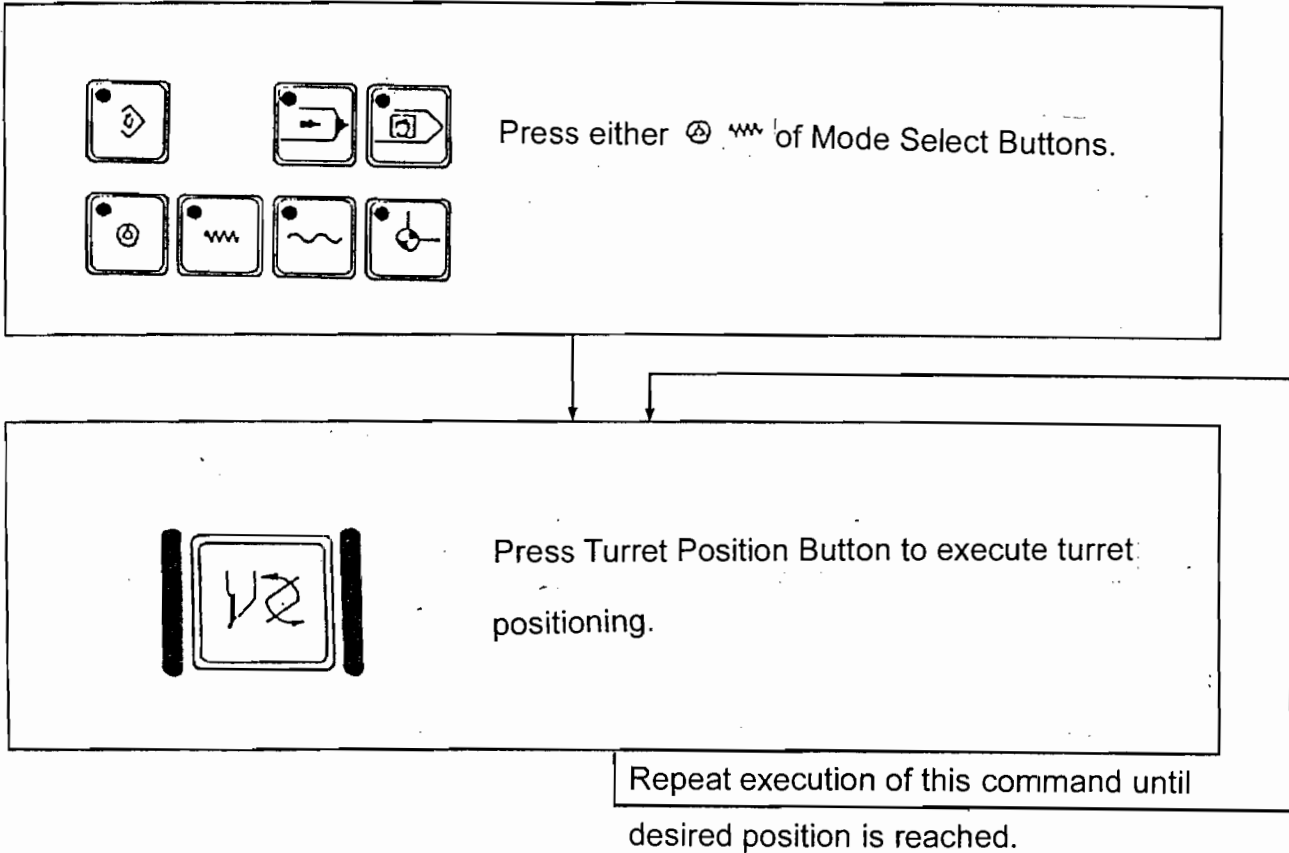 Press either of Mode Select Buttons.
Press Turret Position Button to execute turret
positioning.
Repeat execution of this command until
desired position is reached.